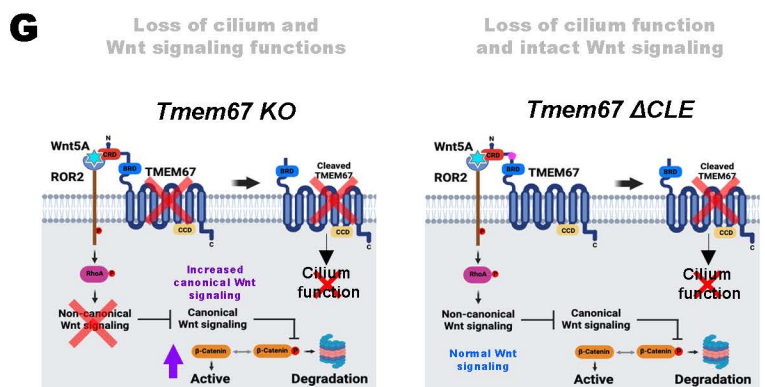 G
Loss of cilium and
Wnt signaling functions
Tmem67 KO
Wnt5A
N
CRD
BRD
TMEM67
ROR2
P
CCD
C
BRD
Cleaved
TMEM67
CCD
C
RhoA
P
Increased
canonical Wnt
signaling
Cilium
function
Non-canonical
Wnt signaling
Canonical
Wnt signaling
β-Catenin
β-Catenin
P
Active
Degradation
Loss of cilium function
and intact Wnt signaling
Tmem67 ΔCLE
Wnt5A
N
CRD
BRD
TMEM67
ROR2
P
CCD
C
BRD
Cleaved
TMEM67
CCD
C
RhoA
P
Cilium
function
Non-canonical
Wnt signaling
Canonical
Wnt signaling
Normal Wnt
signaling
β-Catenin
β-Catenin
P
Active
Degradation